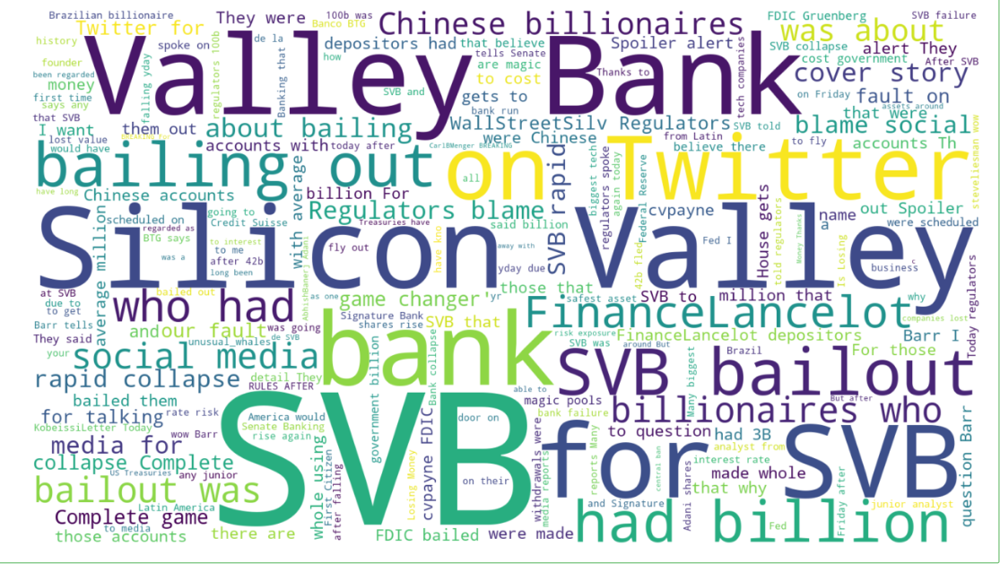 Brazilian billionaire
They were
100b was
Banco BTG
Chinese billionaires
FDIC Gruenberg
SVB failure
Twitter for
was about
history
spoke on
de la
depositors had
that believe
Spoiler alert
SVB collapse
alert They
founder
how
tells Senate
cost government
After SVB
been regarded
Valley Bank
are magic
Thanks to
cover story
money
to cost
says any
falling yday
regulators 100b
Banking that
SVB and
gets to
tech companies
on Friday
fault on
first time
bank run
assets around
that SVB
that were
I want
them out
about bailing
WallStreetSilv
Regulators
SVB told
blame social
lost value
BREAKING For
were Chinese
from Latin
would have
accounts with
today after
CarlBMenger BREAKING
believe there
to fly
accounts Th
bailing out
on Twitter
with average
all
SVB rapid
biggest tech
again today
Federal Reserve
steveliesman wow
have long
Chinese accounts
billion For
regulators spoke
Silicon Valley
going to
Regulators blame
cvpayne
House gets
name
out Spoiler
scheduled on
Credit Suisse
Treasuries have
said billion
a
were scheduled
regarded as
BTG says
to interest
to me
fly out
have kno
away with
Fed I
told regulators
Money Thanks
Is Losing
was a
after 42b
long been
yday due
42b fled
business
c
average million
AbhishBanerj Adani
those that
at SVB
bailed out
as one
game changer'
yr
safest asset
SVB to
million that
why
due to
to get
who had
Signature Bank
shares rise
FinanceLancelot
companies lost
Today regulators
Barr tells
and
our fault
was going
SVB that
risk exposure
FinanceLancelot depositors
Barr I
They said
unusual_whales
de SVB
bank
SVB was
around But
Brazil
For those
your
social media
SVB bailout
rapid collapse
detail They
RULES AFTER
government billion
Bank collapse
able to
Many biggest
bailed them
magic pools
But after
for talking
rate risk
America would
Senate Banking
door on
bank failure
billionaires who
KobeissiLetter Today
wow Barr
rise again
SVB
for
to question
had 3B
SVB
question Barr
media for
analyst from
collapse Complete
whole using
First Citizen
after falling
Losing Money
cvpayne FDIC
on their
withdrawals were
media reports
reports Many
central ban
Adani shares
interest rate
US Treasuries
any junior
made whole
bailout was
that why
Friday after
Latin America
and Signature
junior analyst
Complete game
to media
had billion
Fed
those accounts
there are
FDIC bailed
were made